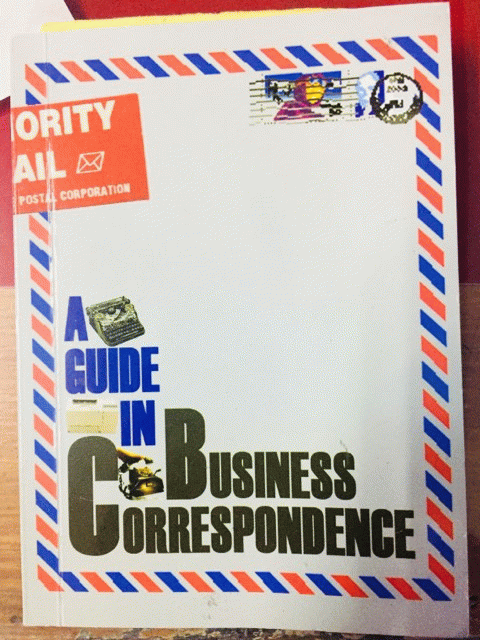 ORITY
AIL
POSTAL CORPORATION
A
GUIDE
IN
BUSINESS
CORRESPONDENCE